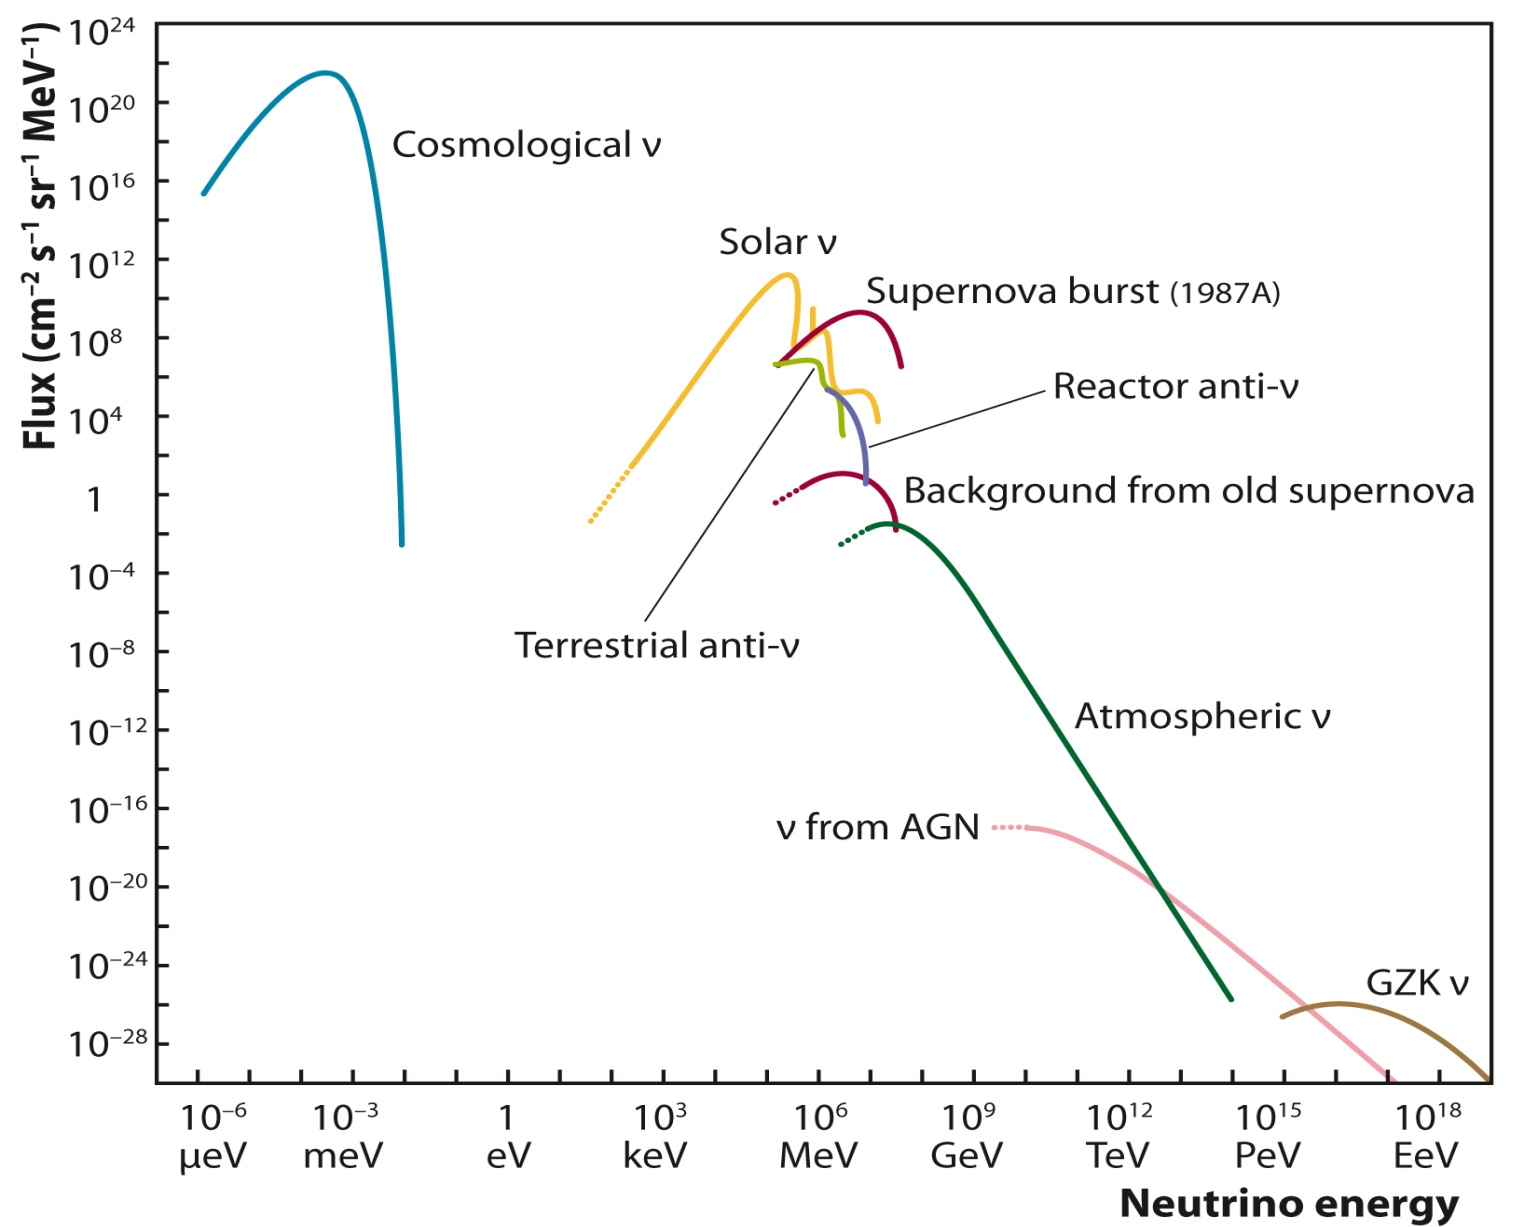 Flux (cm⁻² s⁻¹ sr⁻¹ MeV⁻¹)
10²⁴
10²⁰
10¹⁶
10¹²
10⁸
10⁴
1
10⁻⁴
10⁻⁸
10⁻¹²
10⁻¹⁶
10⁻²⁰
10⁻²⁴
10⁻²⁸
Cosmological ν
Solar ν
Supernova burst (1987A)
Reactor anti-ν
Background from old supernova
Terrestrial anti-ν
Atmospheric ν
ν from AGN
GZK ν
10⁻⁶ 10⁻³ 1 10³ 10⁶ 10⁹ 10¹² 10¹⁵ 10¹⁸
μeV meV eV keV MeV GeV TeV PeV EeV
Neutrino energy